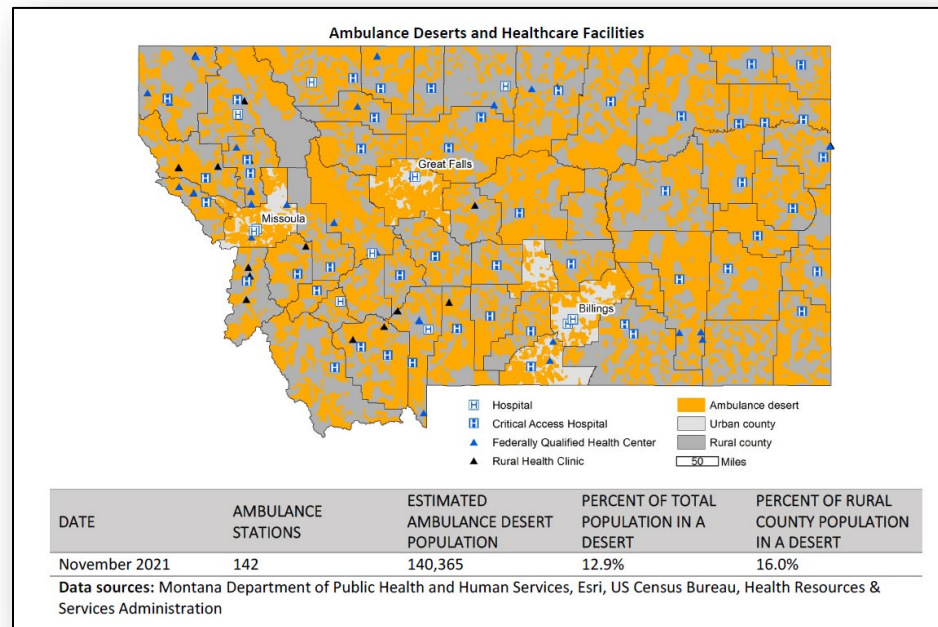 Ambulance Deserts and Healthcare Facilities
Great Falls
Missoula
Billings
Hospital
Critical Access Hospital
Federally Qualified Health Center
Rural Health Clinic
Ambulance desert
Urban county
Rural county
50 Miles
DATE
AMBULANCE
STATIONS
ESTIMATED
AMBULANCE DESERT
POPULATION
PERCENT OF TOTAL
POPULATION IN A
DESERT
PERCENT OF RURAL
COUNTY POPULATION
IN A DESERT
November 2021 142 140,365 12.9% 16.0%
Data sources: Montana Department of Public Health and Human Services, Esri, US Census Bureau, Health Resources &
Services Administration